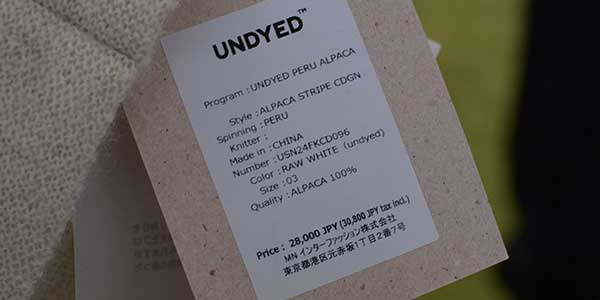 UNDYED™
Program : UNDYED PERU ALPACA
Style : ALPACA STRIPE CDGN
Spinning : PERU
Knitter :
Made in : CHINA
Number : USN24FKCD096
Color : RAW WHITE (undyed)
Size : 03
Quality : ALPACA 100%
Price : 28,000 JPY (30,800 JPY tax incl.)
MN インターファッション株式会社
東京都港区元赤坂1丁目2番7号